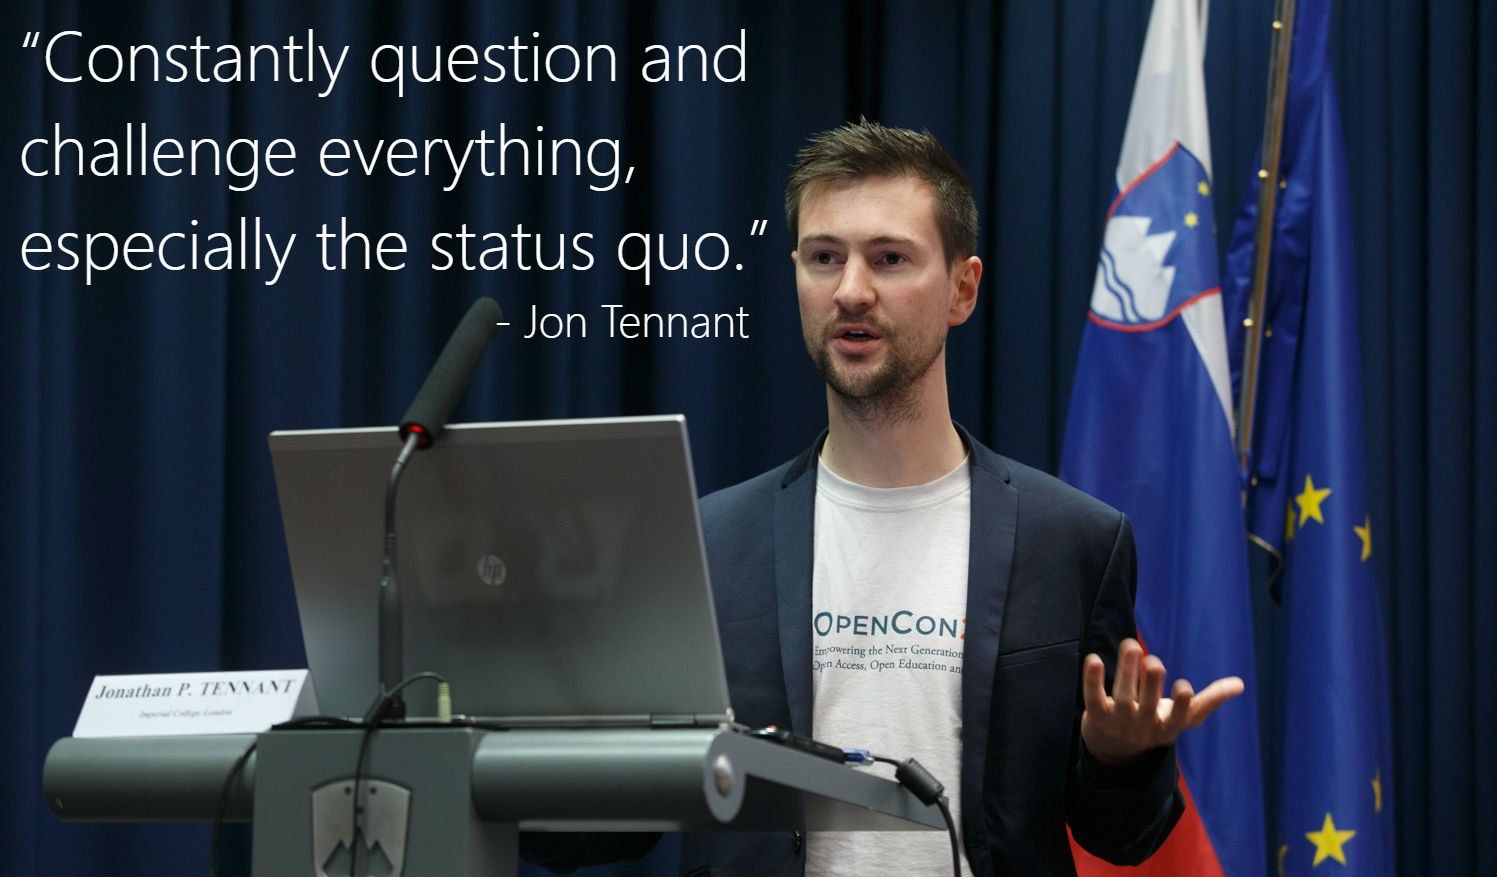 “Constantly question and
challenge everything,
especially the status quo.”
- Jon Tennant
hp
OPENCON
Empowering the Next Generation
Open Access, Open Education and
Jonathan P. TENNANT
Imperial College London